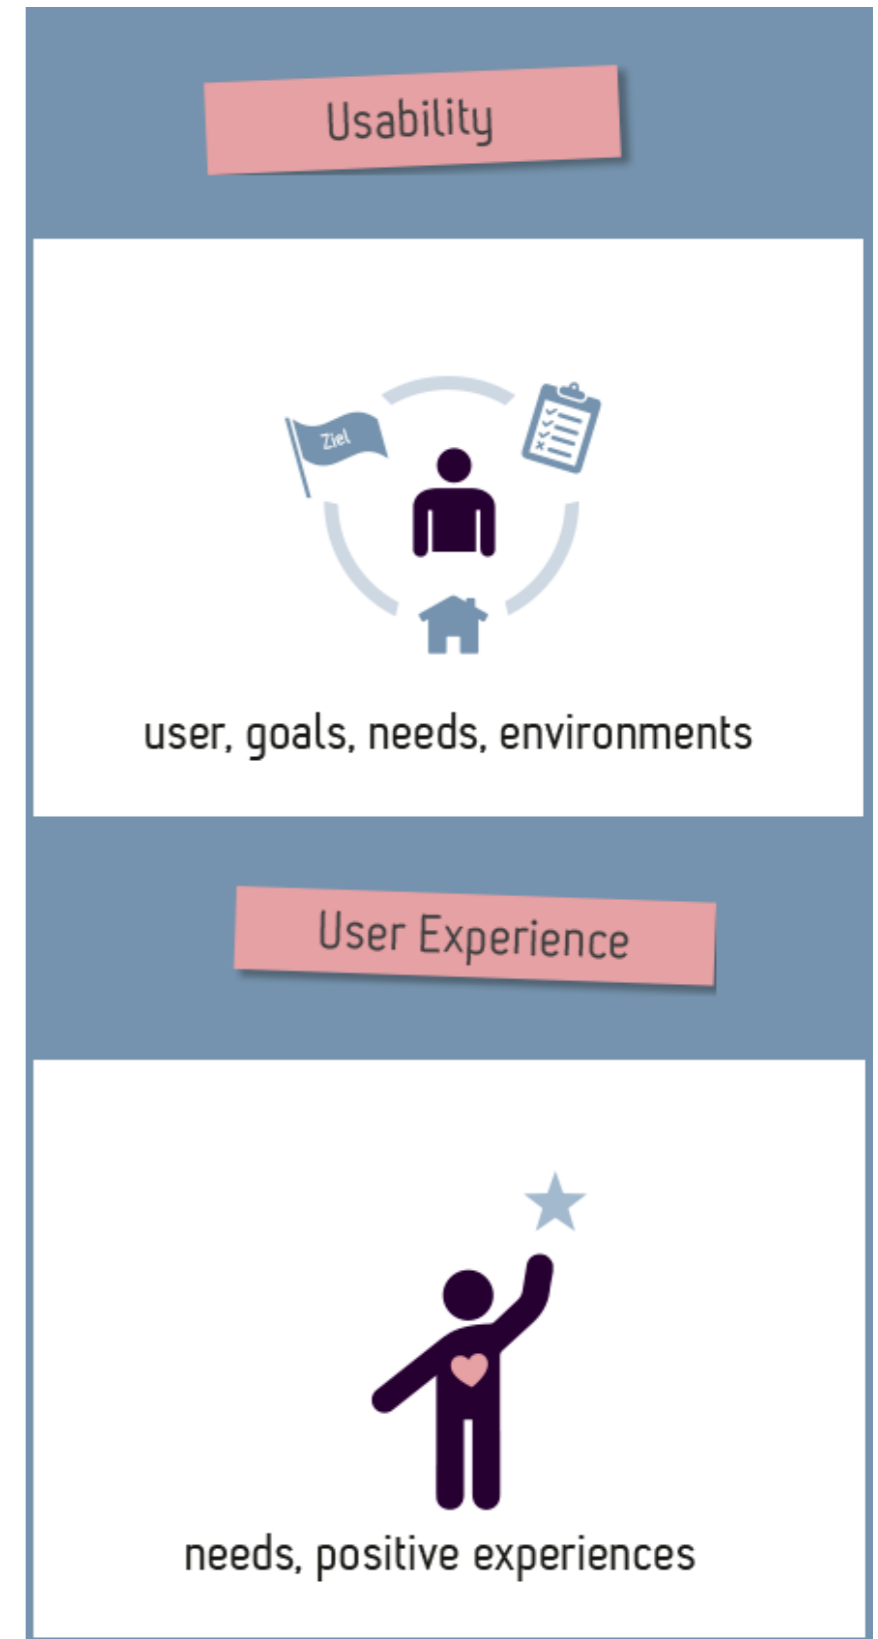 Usability
Ziel
user, goals, needs, environments
User Experience
needs, positive experiences